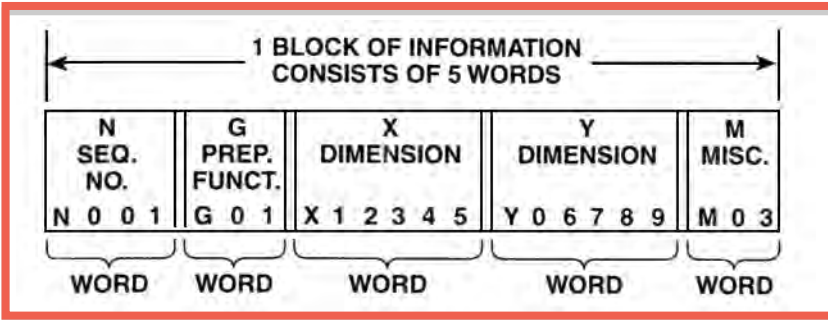 1 BLOCK OF INFORMATION
CONSISTS OF 5 WORDS
N
SEQ.
NO.
N 0 0 1
G
PREP.
FUNCT.
G 0 1
X
DIMENSION
X 1 2 3 4 5
Y
DIMENSION
Y 0 6 7 8 9
M
MISC.
M 0 3
WORD WORD WORD WORD WORD